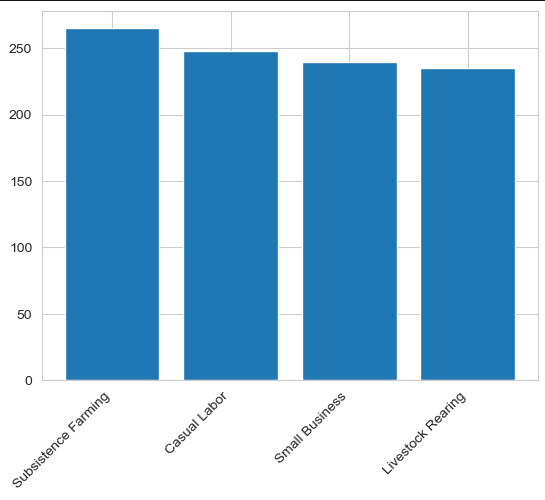 250
200
150
100
50
0
Subsistence Farming
Casual Labor
Small Business
Livestock Rearing